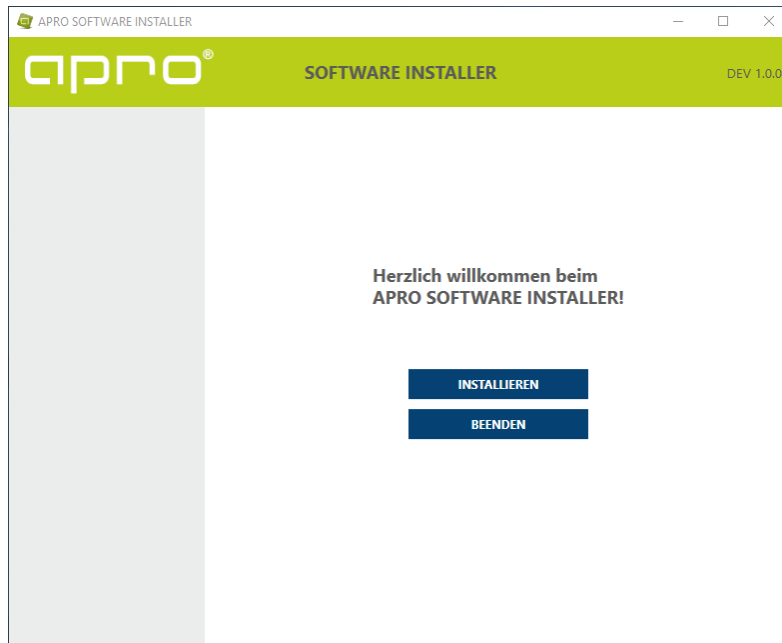 APRO SOFTWARE INSTALLER
apro®
SOFTWARE INSTALLER
DEV 1.0.0
Herzlich willkommen beim
APRO SOFTWARE INSTALLER!
INSTALLIEREN
BEENDEN